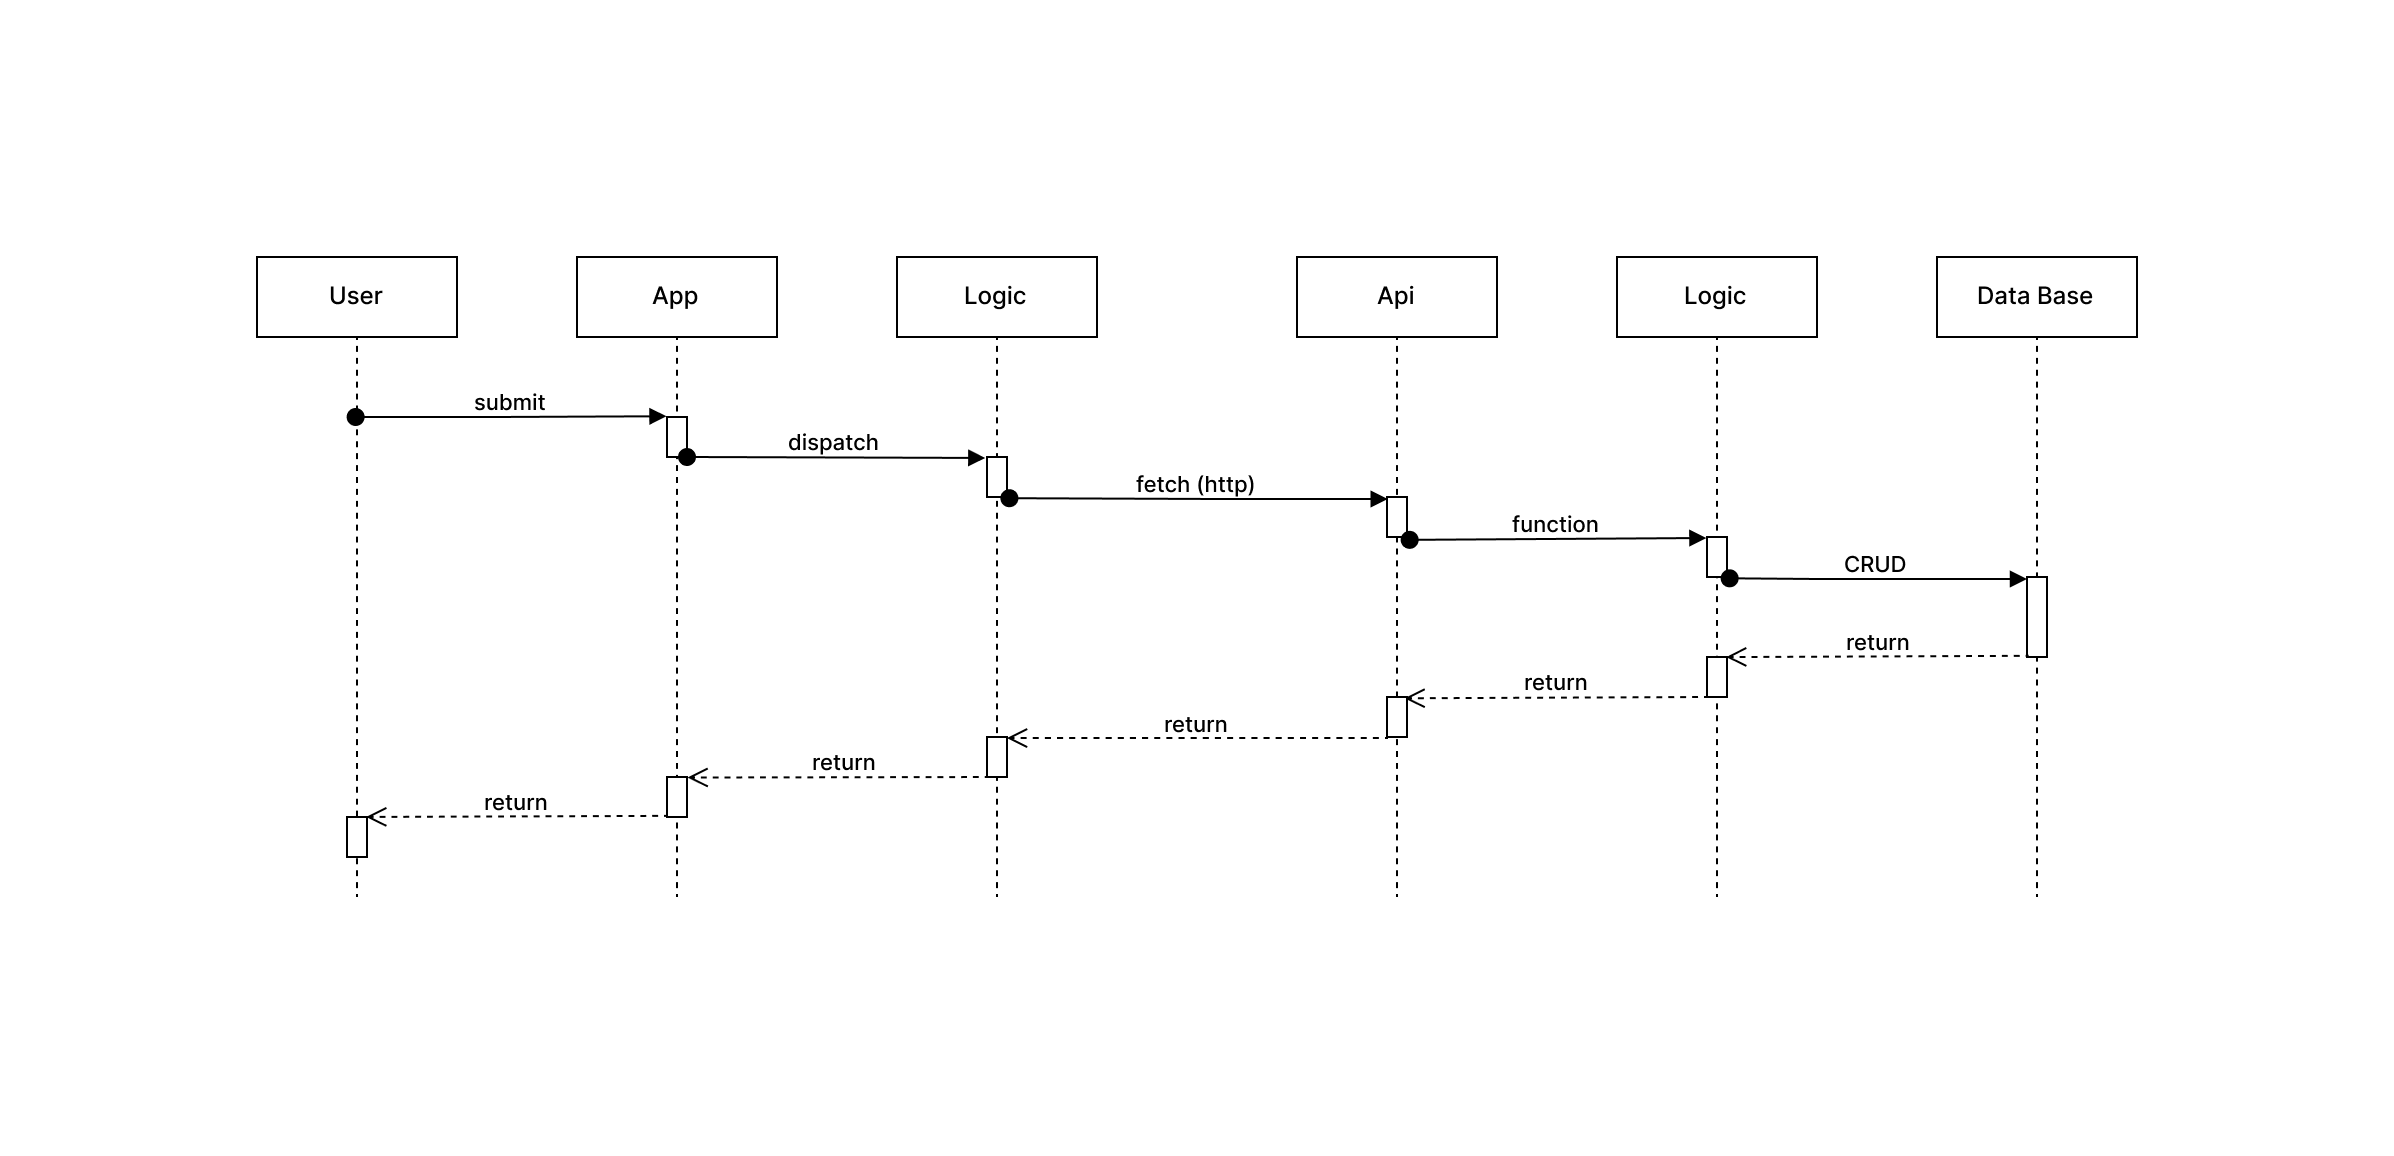 User
App
Logic
Api
Logic
Data Base
submit
dispatch
fetch (http)
function
CRUD
return
return
return
return
return